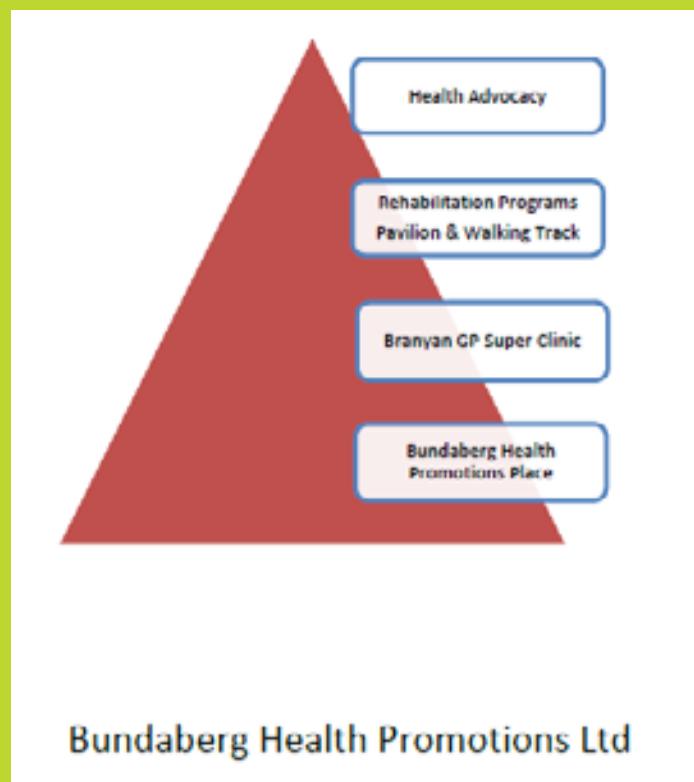 Health Advocacy
Rehabilitation Programs
Pavilion & Walking Track
Branyan GP Super Clinic
Bundaberg Health
Promotions Place
Bundaberg Health Promotions Ltd